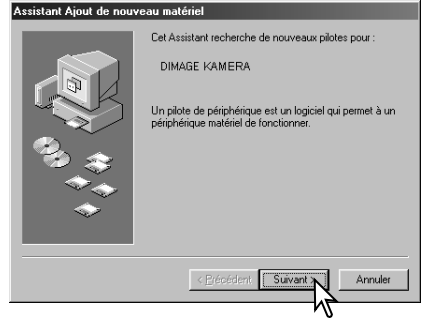 Assistant Ajout de nouveau matériel
Cet Assistant recherche de nouveaux pilotes pour :
DIMAGE KAMERA
Un pilote de périphérique est un logiciel qui permet à un
périphérique matériel de fonctionner.
< Précédent Suivant > Annuler